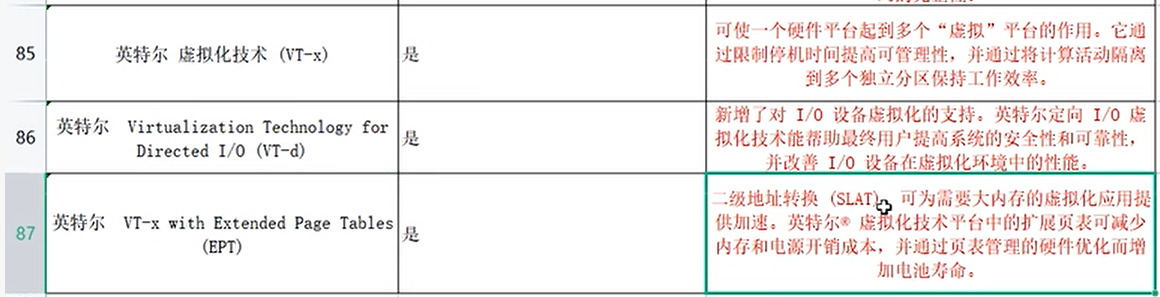 85
英特尔 虚拟化技术 (VT-x)
是
可使一个硬件平台起到多个“虚拟”平台的作用。它通
过限制停机时间提高可管理性，并通过将计算活动隔离
到多个独立分区保持工作效率。
86
英特尔 Virtualization Technology for
Directed I/O (VT-d)
是
新增了对 I/O 设备虚拟化的支持。英特尔定向 I/O 虚
拟化技术能帮助最终用户提高系统的安全性和可靠性，
并改善 I/O 设备在虚拟化环境中的性能。
87
英特尔 VT-x with Extended Page Tables
(EPT)
是
二级地址转换 (SLAT)，可为需要大内存的虚拟化应用提
供加速。英特尔® 虚拟化技术平台中的扩展页表可减少
内存和电源开销成本，并通过页表管理的硬件优化而增
加电池寿命。